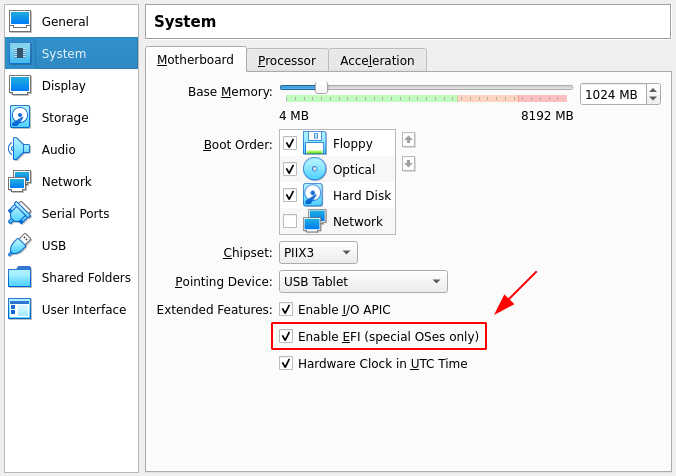 General
System
Display
Storage
Audio
Network
Serial Ports
USB
Shared Folders
User Interface
System
Motherboard Processor Acceleration
Base Memory: 1024 MB
4 MB 8192 MB
Boot Order: Floppy
Optical
Hard Disk
Network
Chipset: PIIX3
Pointing Device: USB Tablet
Extended Features: Enable I/O APIC
Enable EFI (special OSes only)
Hardware Clock in UTC Time